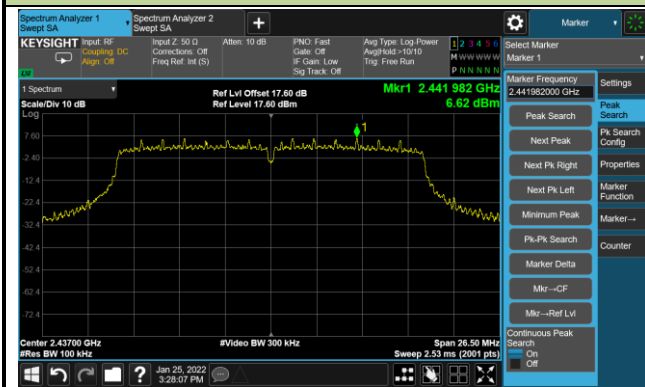 Spectrum Analyzer 1
Swept SA
Spectrum Analyzer 2
Swept SA
Marker
KEYSIGHT
Input: RF
Coupling: DC
Align: Off
Input Z: 50 Ω
Corrections: Off
Freq Ref: Int (S)
Atten: 10 dB
PNO: Fast
Gate: Off
IF Gain: Low
Sig Track: Off
Avg Type: Log-Power
Avg|Hold:>10/10
Trig: Free Run
1 2 3 4 5 6
M W W W W W
P N N N N N
Select Marker
Marker 1
LXI
1 Spectrum
Scale/Div 10 dB
Log
Ref Lvl Offset 17.60 dB
Ref Level 17.60 dBm
Mkr1 2.441 982 GHz
6.62 dBm
1
7.60
-2.40
-12.4
-22.4
-32.4
-42.4
-52.4
-62.4
-72.4
Center 2.43700 GHz
#Res BW 100 kHz
#Video BW 300 kHz
Span 26.50 MHz
Sweep 2.53 ms (2001 pts)
Marker Frequency
2.441982000 GHz
Peak Search
Next Peak
Next Pk Right
Next Pk Left
Minimum Peak
Pk-Pk Search
Marker Delta
Mkr→CF
Mkr→Ref Lvl
Continuous Peak
Search
On
Off
Settings
Peak
Search
Pk Search
Config
Properties
Marker
Function
Marker→
Counter
Jan 25, 2022
3:28:07 PM